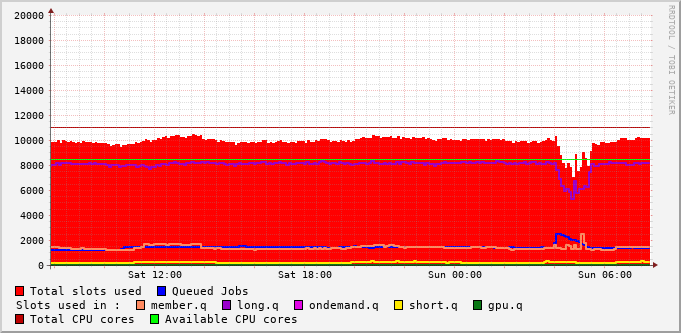 20000
18000
16000
14000
12000
10000
8000
6000
4000
2000
0
Sat 12:00 Sat 18:00 Sun 00:00 Sun 06:00
RRDTOOL / TOBI OETIKER
Total slots used Queued Jobs
Slots used in : member.q long.q ondemand.q short.q gpu.q
Total CPU cores Available CPU cores